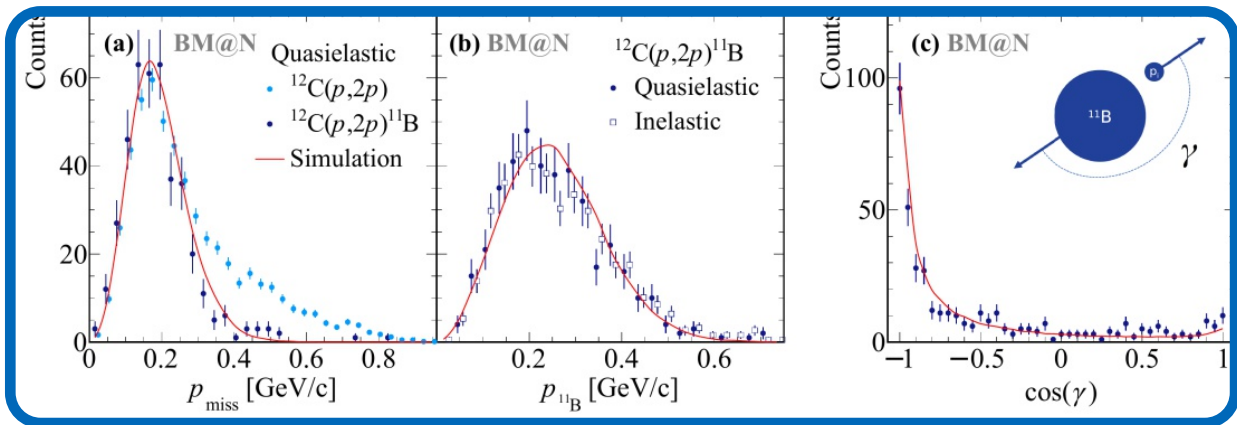 (a) BM@N
Counts
Quasielastic
¹²C(p,2p)
¹²C(p,2p)¹¹B
Simulation
60
40
20
0
0 0.2 0.4 0.6 0.8
p_miss [GeV/c]
(b) BM@N
¹²C(p,2p)¹¹B
Quasielastic
Inelastic
0.2 0.4 0.6
p_¹¹B [GeV/c]
(c) BM@N
Counts
pᵢ
¹¹B
γ
100
50
0
−1 −0.5 0 0.5 1
cos(γ)